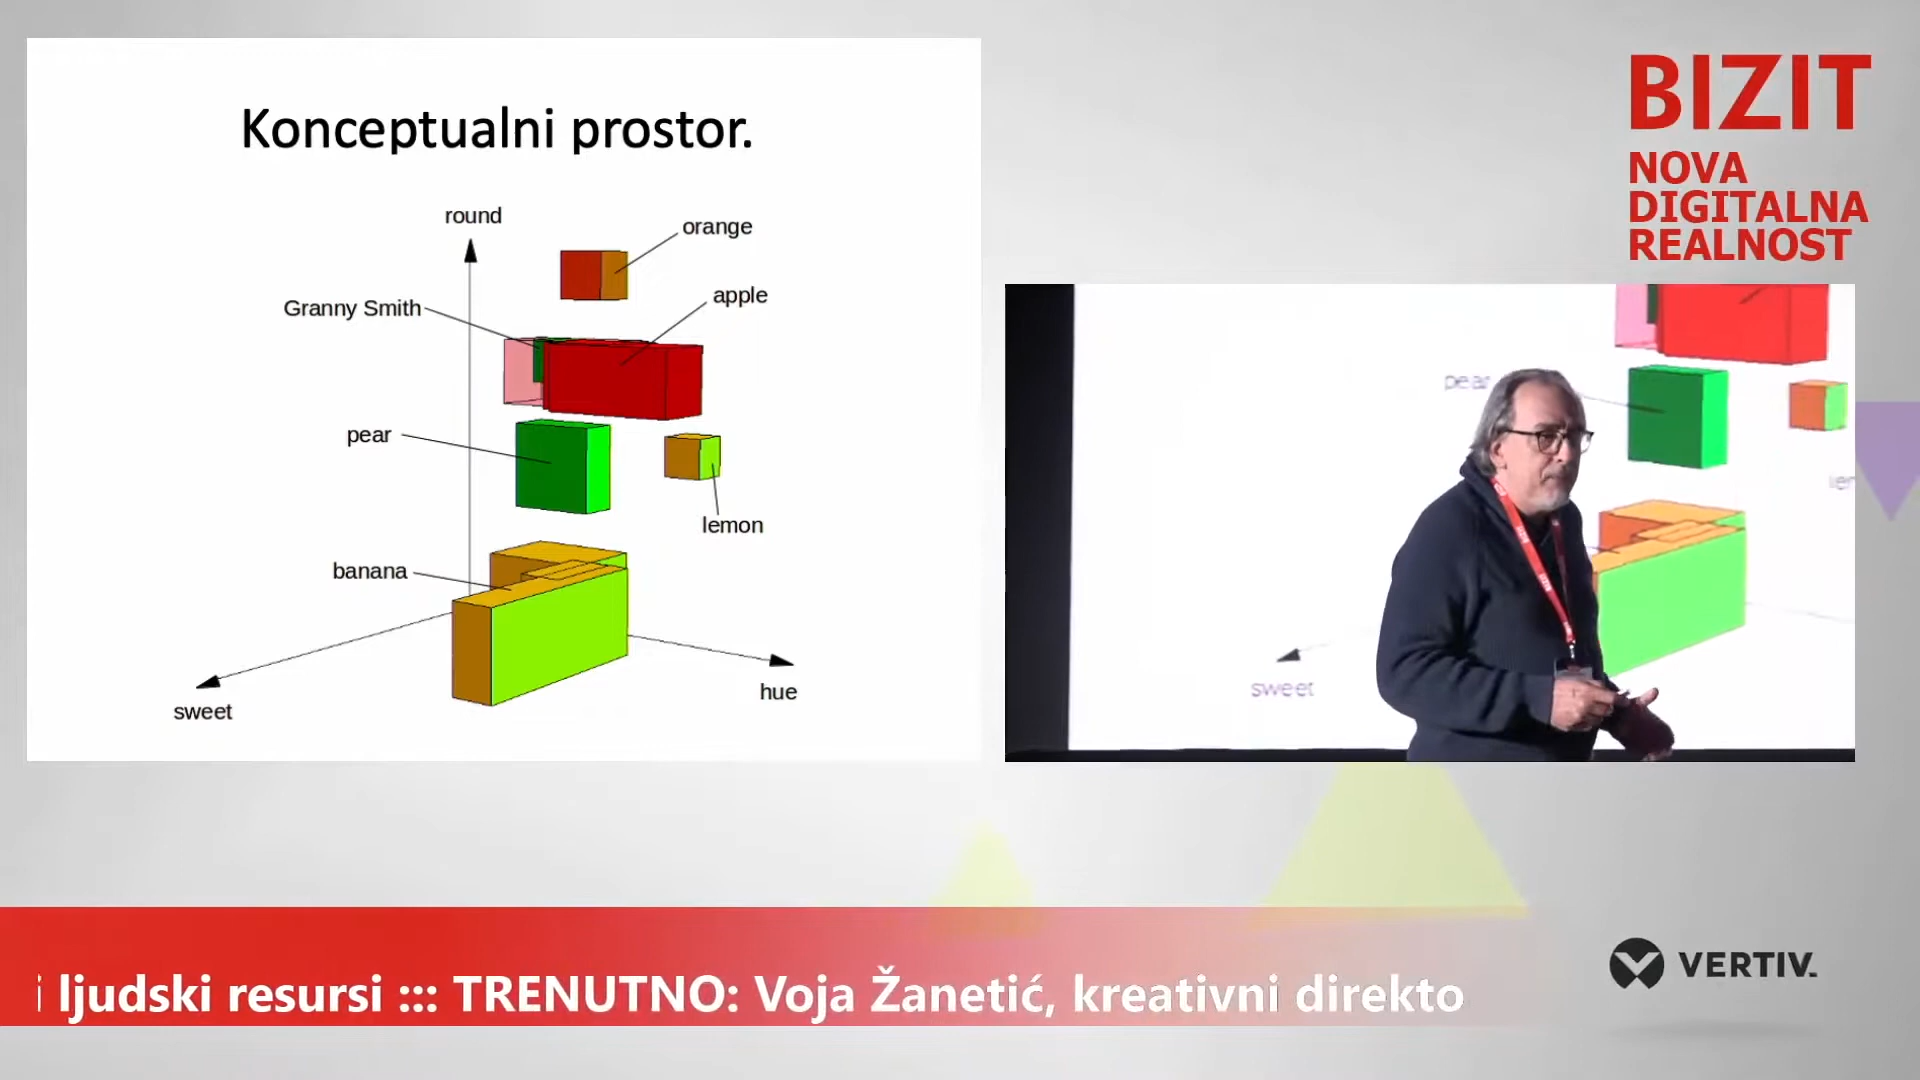 Konceptualni prostor.
round
orange
Granny Smith
apple
pear
lemon
banana
sweet
hue
BIZIT
NOVA
DIGITALNA
REALNOST
pear
sweet
ljudski resursi ::: TRENUTNO: Voja Žanetić, kreativni direkto
VERTIV.